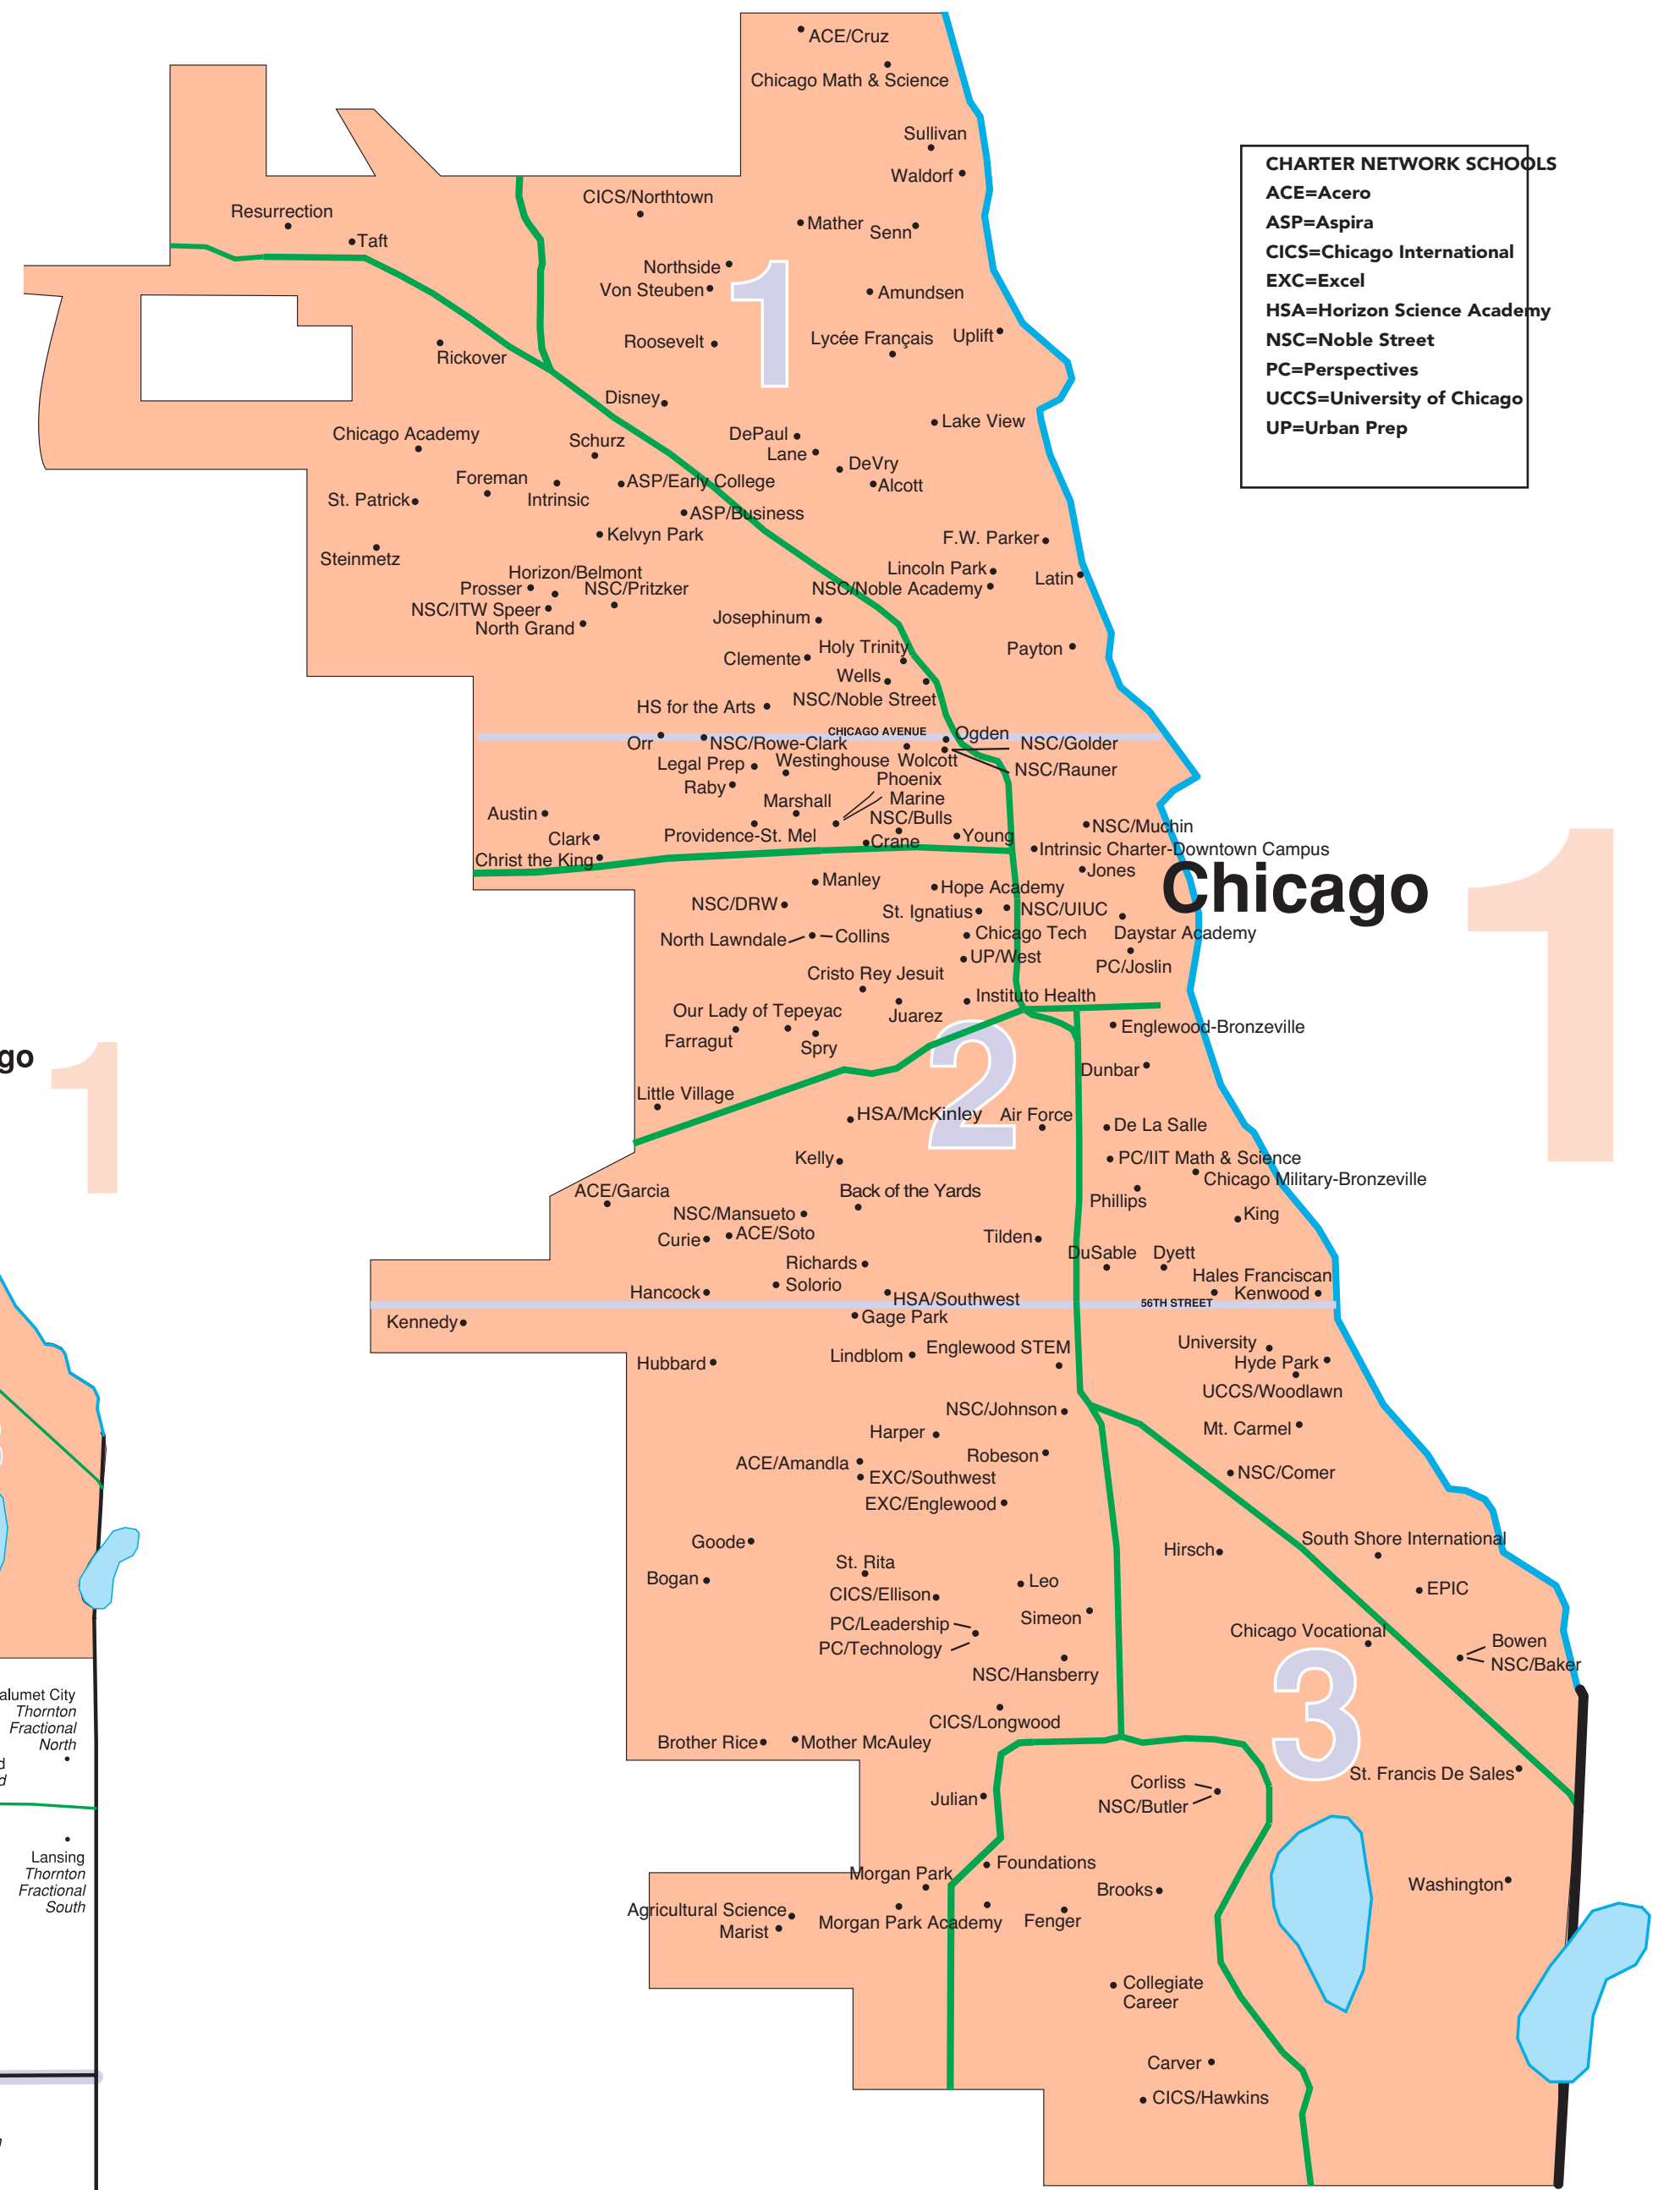 ACE/Cruz
Chicago Math & Science
Sullivan
Waldorf
CICS/Northtown
Resurrection
Taft
Mather
Senn
Northside
Von Steuben
1
Amundsen
Roosevelt
Lycée Français
Uplift
Rickover
Disney
Lake View
Chicago Academy
Schurz
DePaul
Lane
DeVry
Alcott
Foreman
Intrinsic
ASP/Early College
St. Patrick
ASP/Business
Kelvyn Park
F.W. Parker
Steinmetz
Horizon/Belmont
Lincoln Park
Latin
Prosser
NSC/Pritzker
NSC/Noble Academy
NSC/ITW Speer
North Grand
Josephinum
Holy Trinity
Payton
Clemente
Wells
NSC/Noble Street
HS for the Arts
CHICAGO AVENUE
Ogden
Orr
NSC/Rowe-Clark
NSC/Golder
Legal Prep
Westinghouse
Wolcott
NSC/Rauner
Raby
Phoenix
Marine
Marshall
Austin
NSC/Bulls
NSC/Muchin
Clark
Providence-St. Mel
Crane
Young
Christ the King
Intrinsic Charter-Downtown Campus
Jones
Manley
Hope Academy
NSC/DRW
St. Ignatius
NSC/UIUC
North Lawndale
Collins
Chicago Tech
Daystar Academy
UP/West
PC/Joslin
Cristo Rey Jesuit
Instituto Health
Our Lady of Tepeyac
Juarez
Englewood-Bronzeville
Farragut
Spry
2
Dunbar
Little Village
HSA/McKinley
Air Force
De La Salle
Kelly
PC/IIT Math & Science
Chicago Military-Bronzeville
ACE/Garcia
Back of the Yards
Phillips
NSC/Mansueto
King
Curie
ACE/Soto
Tilden
DuSable
Dyett
Richards
Solorio
Hales Franciscan
Hancock
HSA/Southwest
Kenwood
56TH STREET
Kennedy
Gage Park
Lindblom
Englewood STEM
University
Hubbard
Hyde Park
UCCS/Woodlawn
NSC/Johnson
Harper
Mt. Carmel
ACE/Amandla
Robeson
EXC/Southwest
NSC/Comer
EXC/Englewood
Goode
Hirsch
South Shore International
St. Rita
Bogan
Leo
EPIC
CICS/Ellison
Simeon
PC/Leadership
PC/Technology
Chicago Vocational
Bowen
NSC/Baker
NSC/Hansberry
3
CICS/Longwood
Brother Rice
Mother McAuley
St. Francis De Sales
Corliss
Julian
NSC/Butler
Foundations
Morgan Park
Brooks
Washington
Agricultural Science
Morgan Park Academy
Fenger
Marist
Collegiate
Career
Carver
CICS/Hawkins
CHARTER NETWORK SCHOOLS
ACE=Acero
ASP=Aspira
CICS=Chicago International
EXC=Excel
HSA=Horizon Science Academy
NSC=Noble Street
PC=Perspectives
UCCS=University of Chicago
UP=Urban Prep
Chicago
1
go
1
alumet City
Thornton
Fractional
North
d
d
Lansing
Thornton
Fractional
South